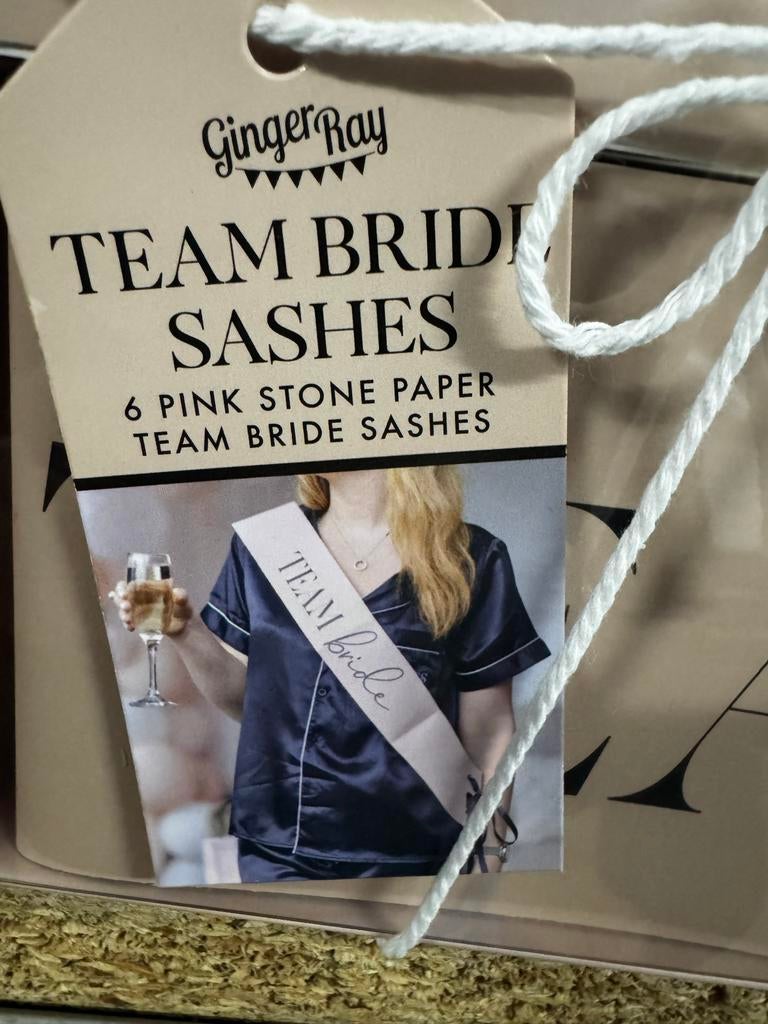 Ginger Ray
TEAM BRIDE
SASHES
6 PINK STONE PAPER
TEAM BRIDE SASHES
TEAM bride